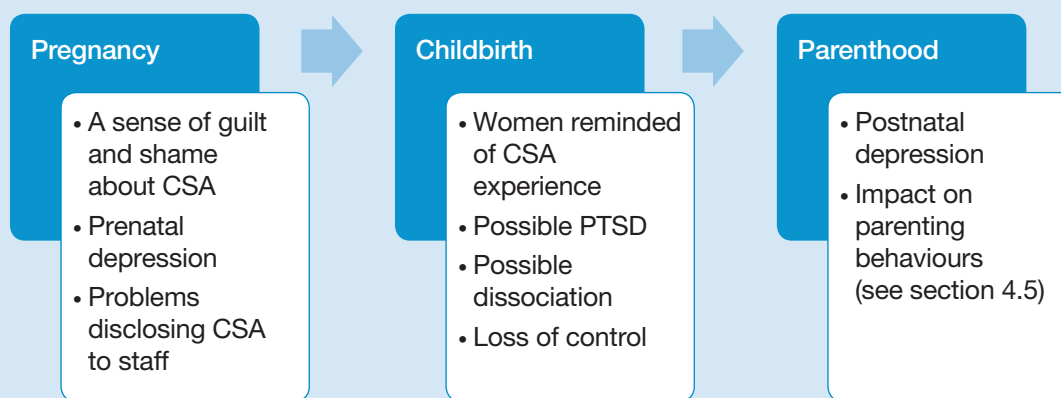 Pregnancy
• A sense of guilt
and shame
about CSA
• Prenatal
depression
• Problems
disclosing CSA
to staff
Childbirth
• Women reminded
of CSA
experience
• Possible PTSD
• Possible
dissociation
• Loss of control
Parenthood
• Postnatal
depression
• Impact on
parenting
behaviours
(see section 4.5)